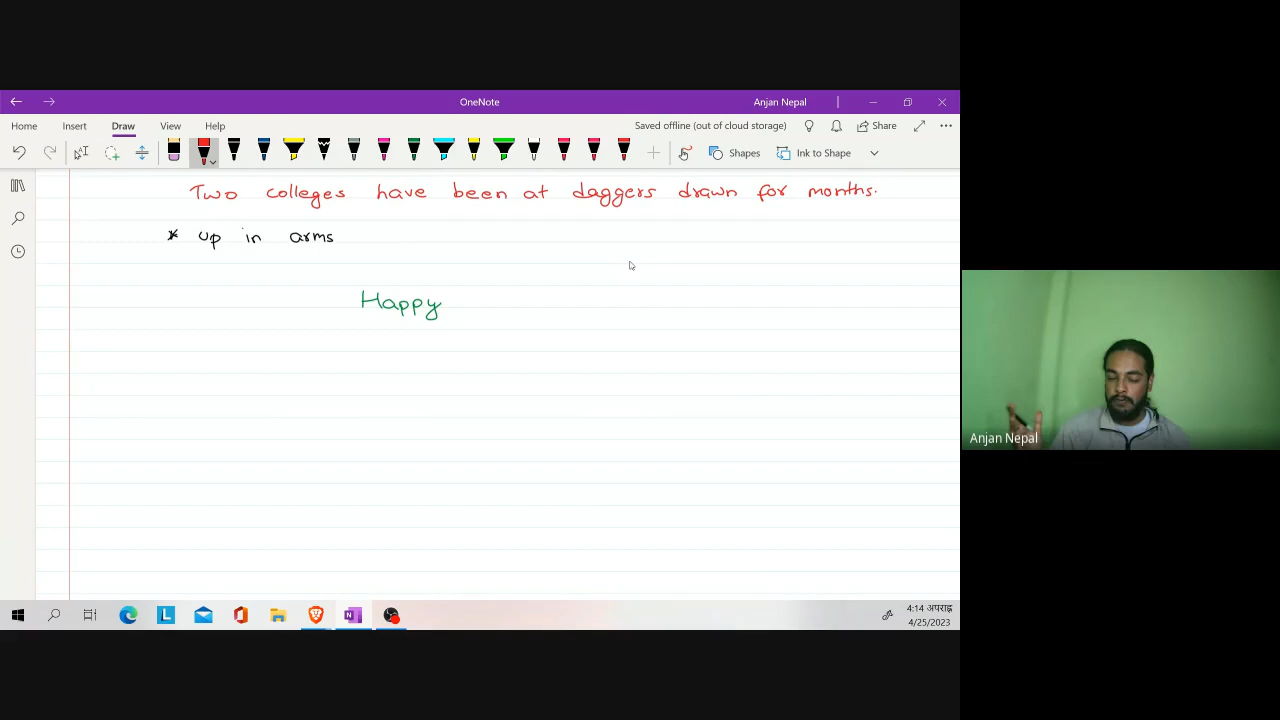 OneNote
Anjan Nepal
Home Insert Draw View Help
Saved offline (out of cloud storage)
Share
Shapes
Ink to Shape
Two colleges have been at daggers drawn for months.
* up in arms
Happy
Anjan Nepal
4:14 अपराह्न
4/25/2023